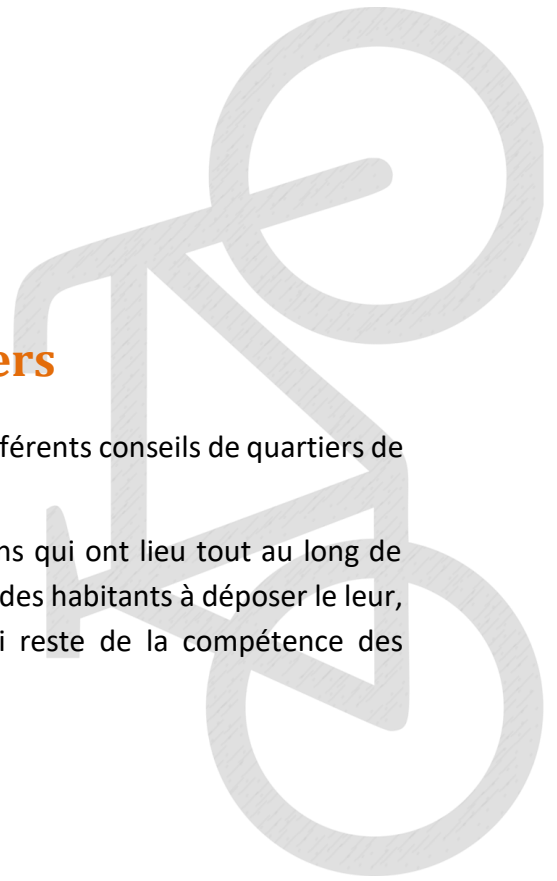 ers
férents conseils de quartiers de
ns qui ont lieu tout au long de
des habitants à déposer le leur,
i reste de la compétence des